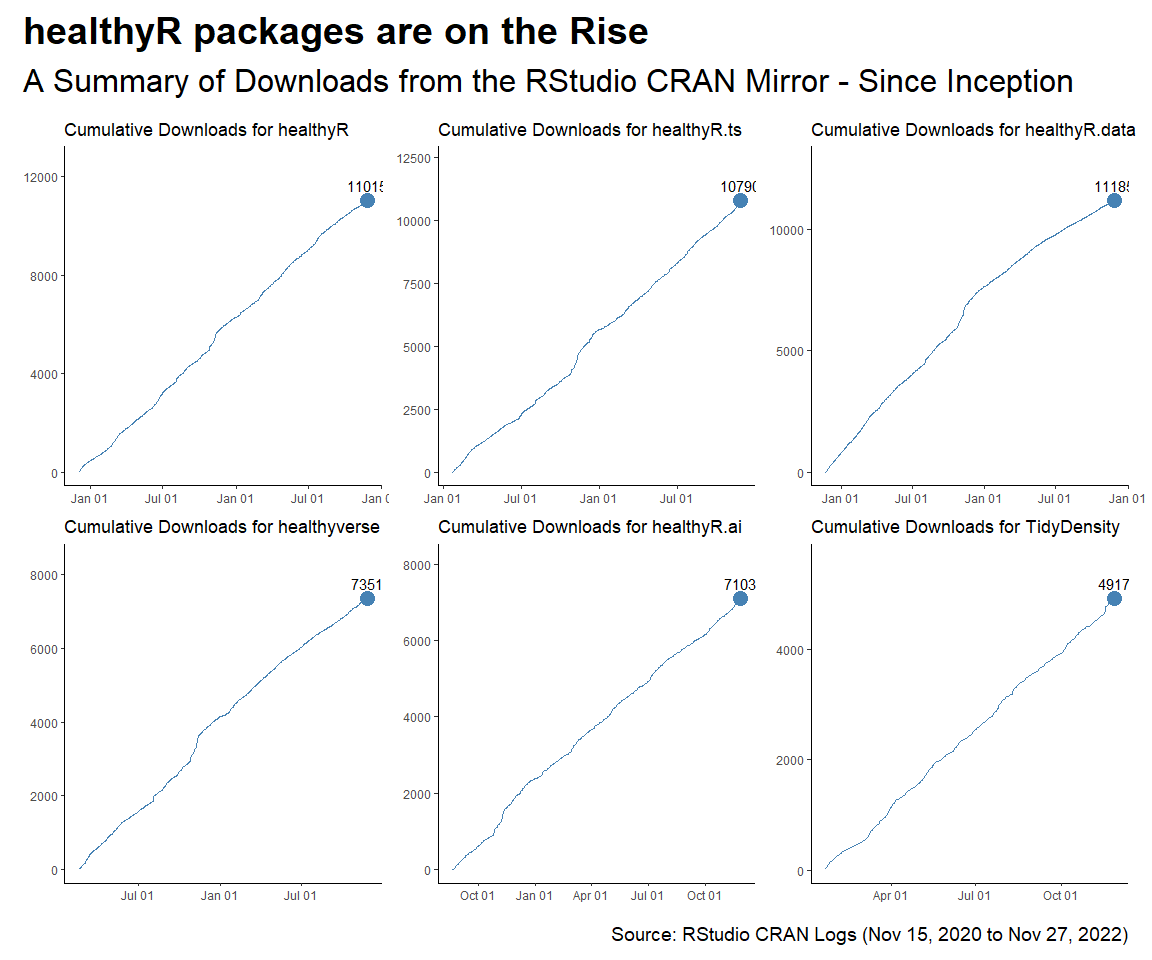 healthyR packages are on the Rise
A Summary of Downloads from the RStudio CRAN Mirror - Since Inception
Cumulative Downloads for healthyR
12000
8000
4000
0
11015
Jan 01 Jul 01 Jan 01 Jul 01 Jan 0
Cumulative Downloads for healthyR.ts
12500
10000
7500
5000
2500
0
10790
Jan 01 Jul 01 Jan 01 Jul 01
Cumulative Downloads for healthyR.data
10000
5000
0
11185
Jan 01 Jul 01 Jan 01 Jul 01 Jan 01
Cumulative Downloads for healthyverse
8000
6000
4000
2000
0
7351
Jul 01 Jan 01 Jul 01
Cumulative Downloads for healthyR.ai
8000
6000
4000
2000
0
7103
Oct 01 Jan 01 Apr 01 Jul 01 Oct 01
Cumulative Downloads for TidyDensity
4000
2000
0
4917
Apr 01 Jul 01 Oct 01
Source: RStudio CRAN Logs (Nov 15, 2020 to Nov 27, 2022)